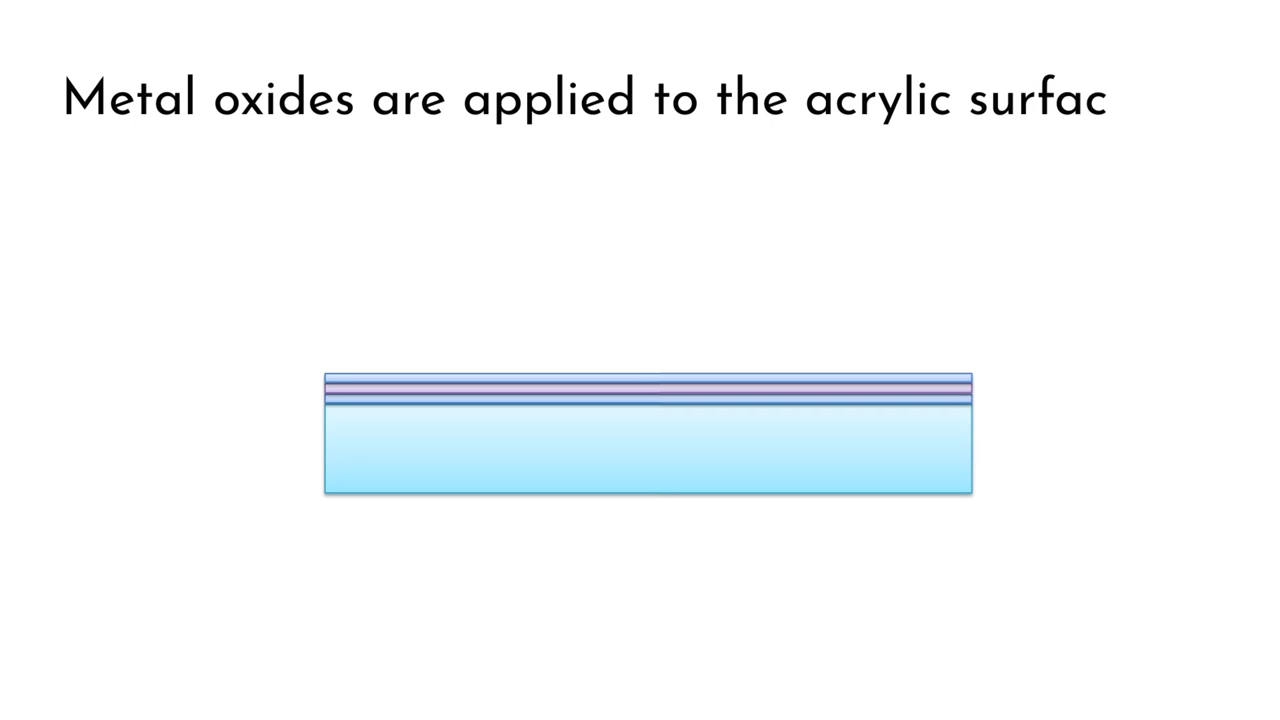 Metal oxides are applied to the acrylic surfac